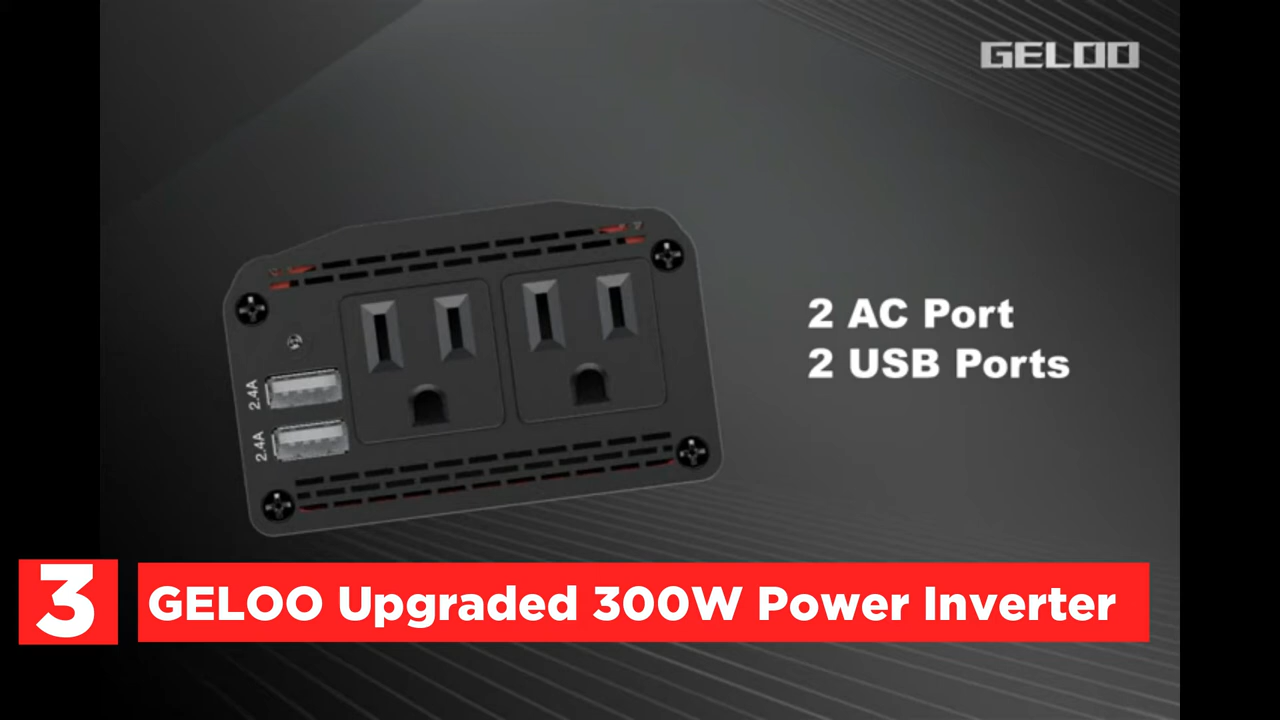 GELOO
2 AC Port
2 USB Ports
2.4A
2.4A
3
GELOO Upgraded 300W Power Inverter